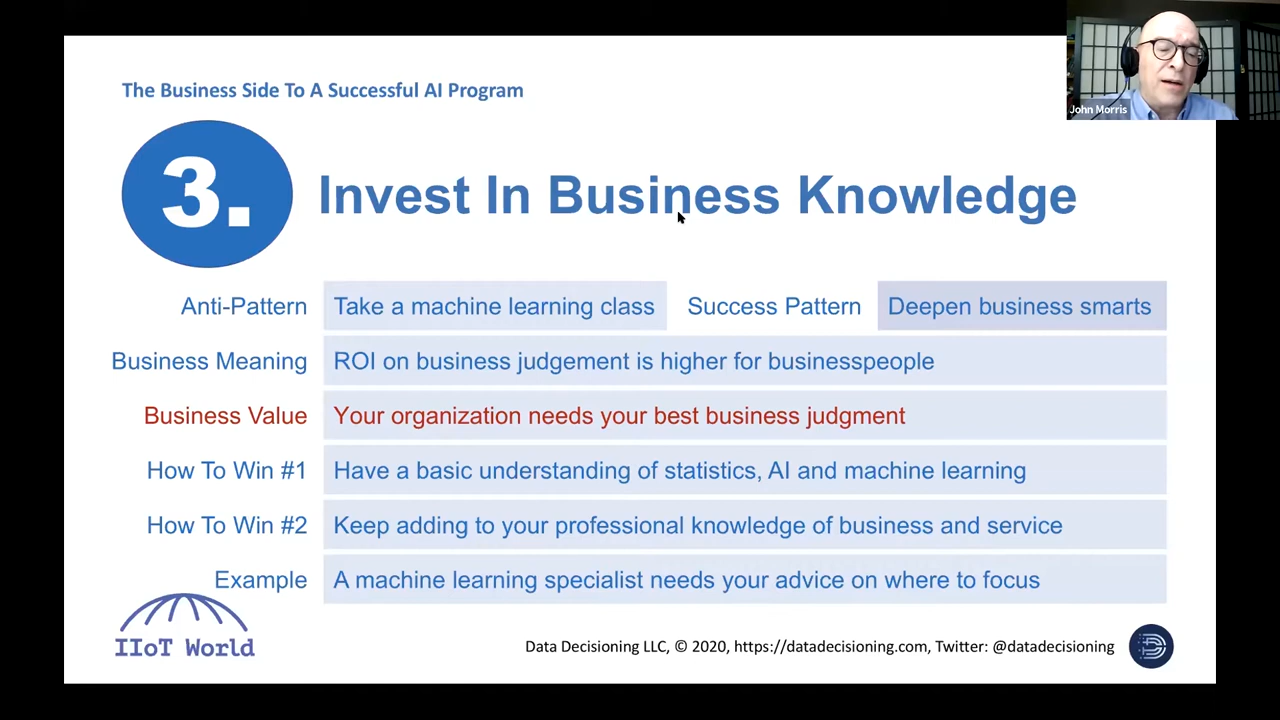 John Morris
The Business Side To A Successful AI Program
3. Invest In Business Knowledge
Anti-Pattern Take a machine learning class Success Pattern Deepen business smarts
Business Meaning ROI on business judgement is higher for businesspeople
Business Value Your organization needs your best business judgment
How To Win #1 Have a basic understanding of statistics, AI and machine learning
How To Win #2 Keep adding to your professional knowledge of business and service
Example A machine learning specialist needs your advice on where to focus
IIoT World
Data Decisioning LLC, © 2020, https://datadecisioning.com, Twitter: @datadecisioning